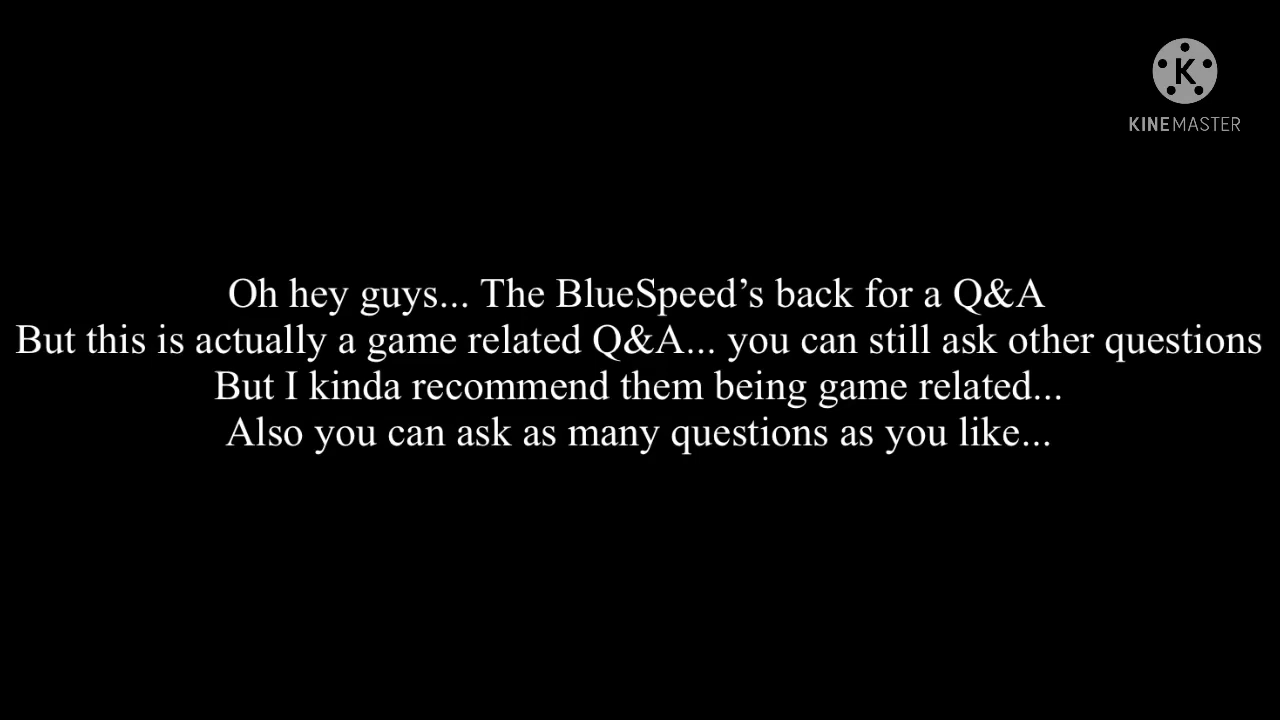 K
KINEMASTER
Oh hey guys... The BlueSpeed’s back for a Q&A
But this is actually a game related Q&A... you can still ask other questions
But I kinda recommend them being game related...
Also you can ask as many questions as you like...